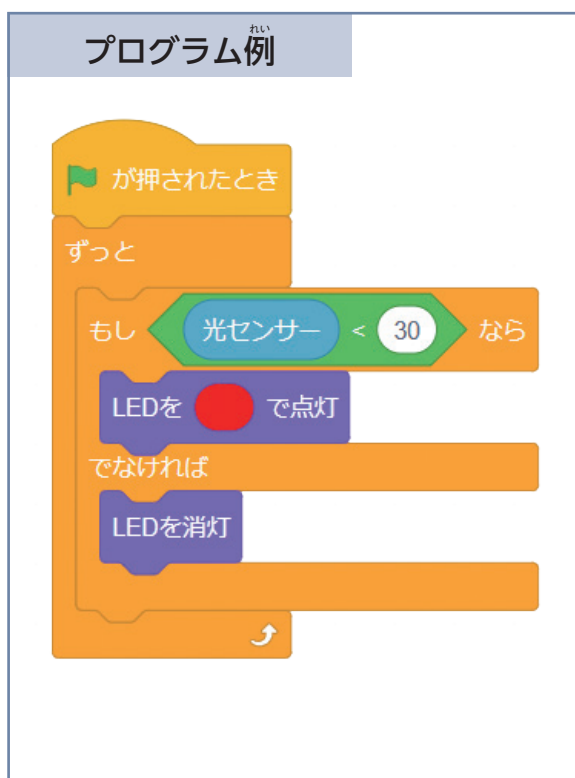 プログラム例
れい
が押されたとき
ずっと
もし 光センサー < 30 なら
LEDを で点灯
でなければ
LEDを消灯